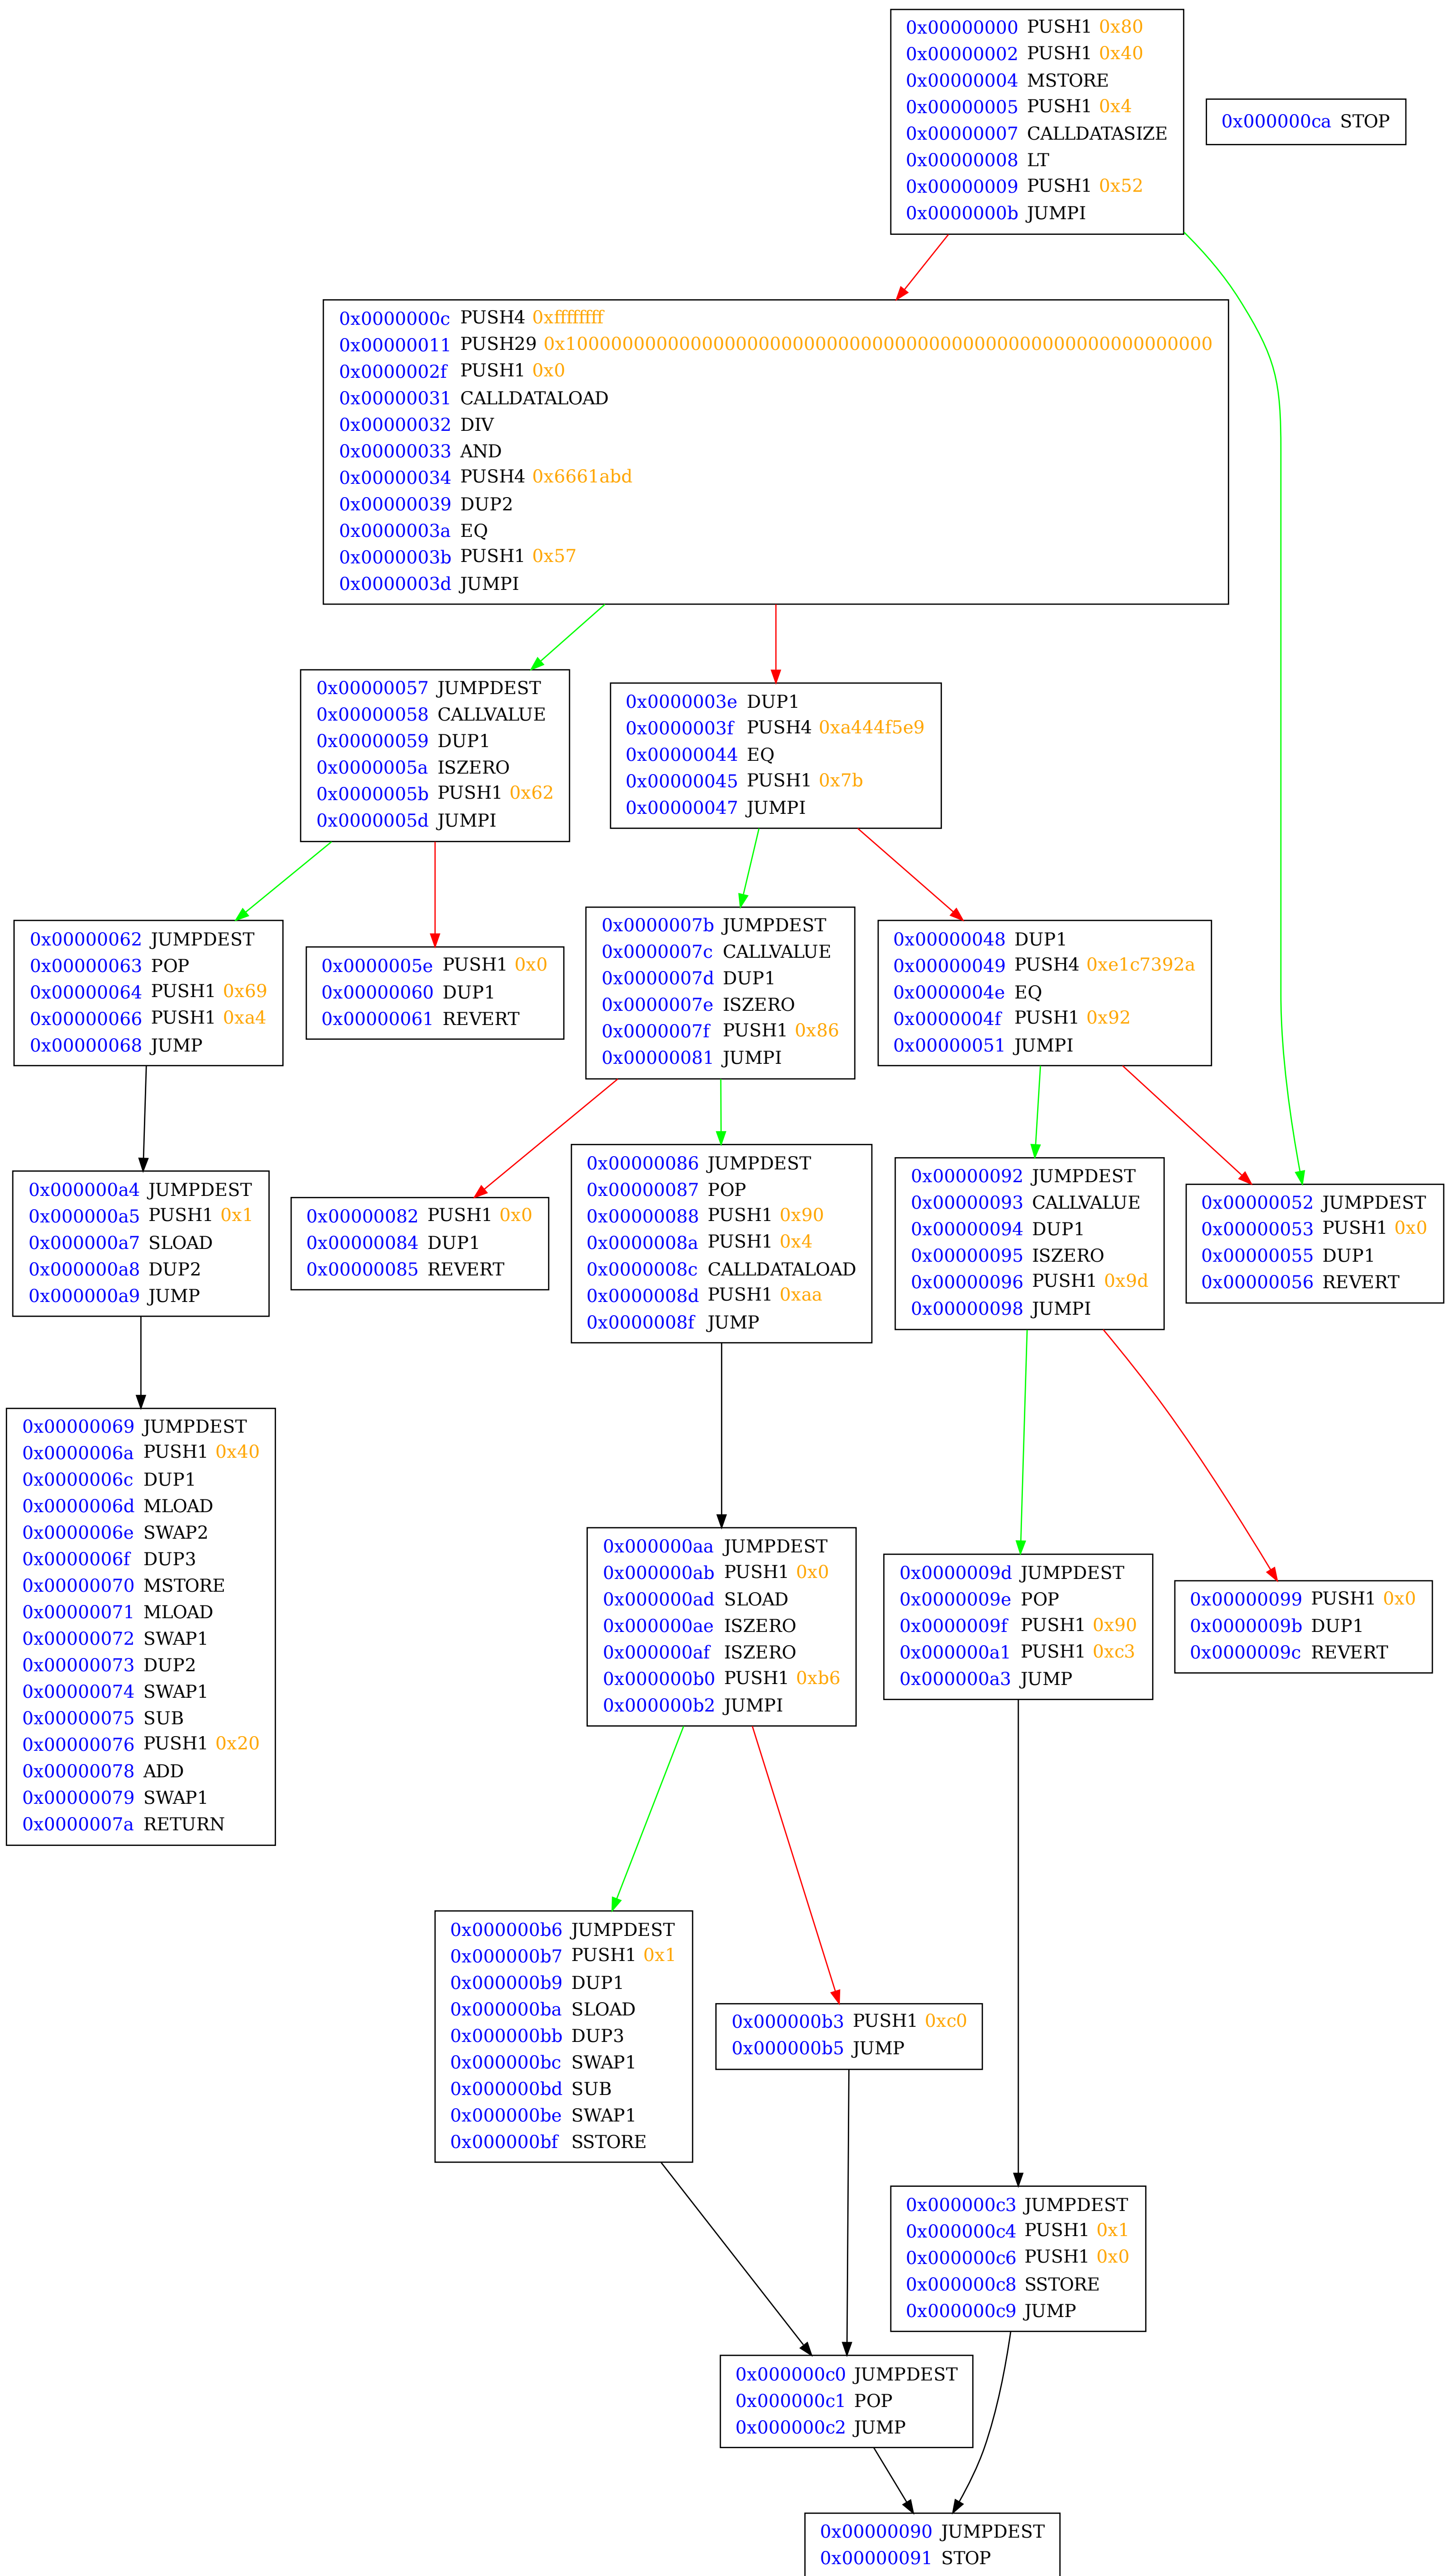 0x00000000 PUSH1 0x80
0x00000002 PUSH1 0x40
0x00000004 MSTORE
0x00000005 PUSH1 0x4
0x00000007 CALLDATASIZE
0x00000008 LT
0x00000009 PUSH1 0x52
0x0000000b JUMPI
0x000000ca STOP
0x0000000c PUSH4 0xffffffff
0x00000011 PUSH29 0x100000000000000000000000000000000000000000000000000000000
0x0000002f PUSH1 0x0
0x00000031 CALLDATALOAD
0x00000032 DIV
0x00000033 AND
0x00000034 PUSH4 0x6661abd
0x00000039 DUP2
0x0000003a EQ
0x0000003b PUSH1 0x57
0x0000003d JUMPI
0x00000057 JUMPDEST
0x00000058 CALLVALUE
0x00000059 DUP1
0x0000005a ISZERO
0x0000005b PUSH1 0x62
0x0000005d JUMPI
0x0000003e DUP1
0x0000003f PUSH4 0xa444f5e9
0x00000044 EQ
0x00000045 PUSH1 0x7b
0x00000047 JUMPI
0x00000062 JUMPDEST
0x00000063 POP
0x00000064 PUSH1 0x69
0x00000066 PUSH1 0xa4
0x00000068 JUMP
0x0000005e PUSH1 0x0
0x00000060 DUP1
0x00000061 REVERT
0x0000007b JUMPDEST
0x0000007c CALLVALUE
0x0000007d DUP1
0x0000007e ISZERO
0x0000007f PUSH1 0x86
0x00000081 JUMPI
0x00000048 DUP1
0x00000049 PUSH4 0xe1c7392a
0x0000004e EQ
0x0000004f PUSH1 0x92
0x00000051 JUMPI
0x000000a4 JUMPDEST
0x000000a5 PUSH1 0x1
0x000000a7 SLOAD
0x000000a8 DUP2
0x000000a9 JUMP
0x00000082 PUSH1 0x0
0x00000084 DUP1
0x00000085 REVERT
0x00000086 JUMPDEST
0x00000087 POP
0x00000088 PUSH1 0x90
0x0000008a PUSH1 0x4
0x0000008c CALLDATALOAD
0x0000008d PUSH1 0xaa
0x0000008f JUMP
0x00000092 JUMPDEST
0x00000093 CALLVALUE
0x00000094 DUP1
0x00000095 ISZERO
0x00000096 PUSH1 0x9d
0x00000098 JUMPI
0x00000052 JUMPDEST
0x00000053 PUSH1 0x0
0x00000055 DUP1
0x00000056 REVERT
0x00000069 JUMPDEST
0x0000006a PUSH1 0x40
0x0000006c DUP1
0x0000006d MLOAD
0x0000006e SWAP2
0x0000006f DUP3
0x00000070 MSTORE
0x00000071 MLOAD
0x00000072 SWAP1
0x00000073 DUP2
0x00000074 SWAP1
0x00000075 SUB
0x00000076 PUSH1 0x20
0x00000078 ADD
0x00000079 SWAP1
0x0000007a RETURN
0x000000aa JUMPDEST
0x000000ab PUSH1 0x0
0x000000ad SLOAD
0x000000ae ISZERO
0x000000af ISZERO
0x000000b0 PUSH1 0xb6
0x000000b2 JUMPI
0x0000009d JUMPDEST
0x0000009e POP
0x0000009f PUSH1 0x90
0x000000a1 PUSH1 0xc3
0x000000a3 JUMP
0x00000099 PUSH1 0x0
0x0000009b DUP1
0x0000009c REVERT
0x000000b6 JUMPDEST
0x000000b7 PUSH1 0x1
0x000000b9 DUP1
0x000000ba SLOAD
0x000000bb DUP3
0x000000bc SWAP1
0x000000bd SUB
0x000000be SWAP1
0x000000bf SSTORE
0x000000b3 PUSH1 0xc0
0x000000b5 JUMP
0x000000c3 JUMPDEST
0x000000c4 PUSH1 0x1
0x000000c6 PUSH1 0x0
0x000000c8 SSTORE
0x000000c9 JUMP
0x000000c0 JUMPDEST
0x000000c1 POP
0x000000c2 JUMP
0x00000090 JUMPDEST
0x00000091 STOP